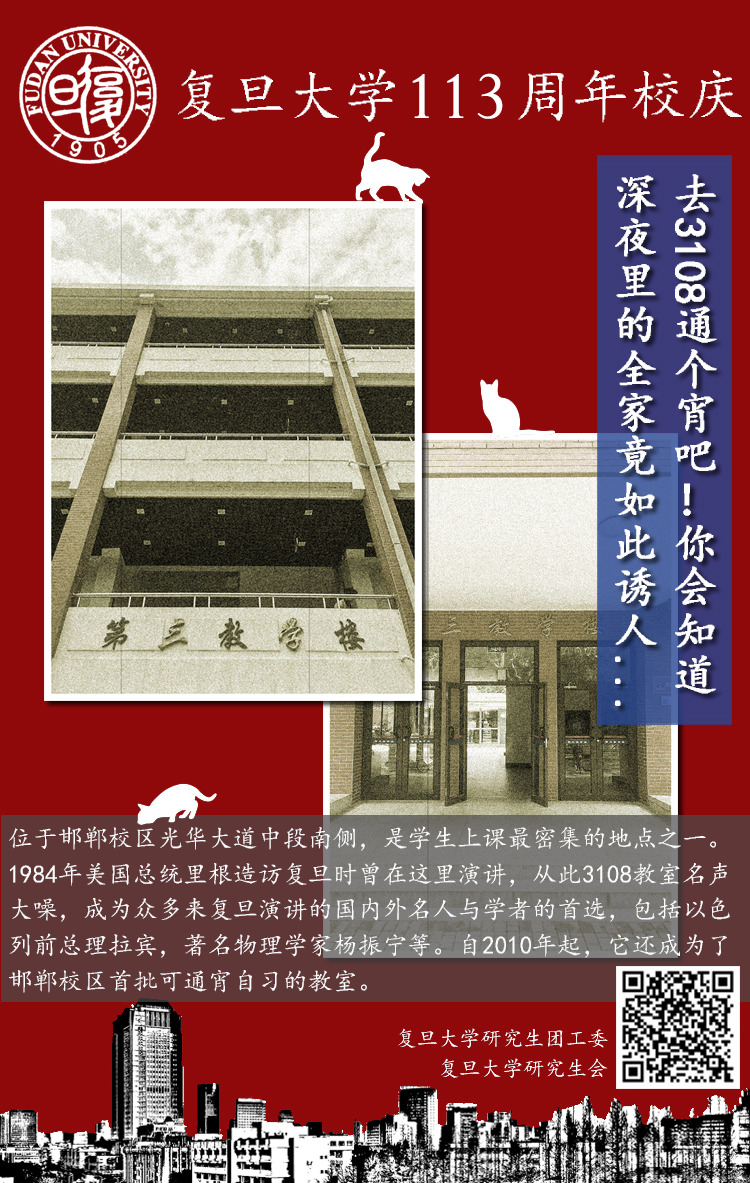 FUDAN UNIVERSITY
復旦
1905
复旦大学113周年校庆
去3108通个宵吧！你会知道
深夜里的全家竟如此诱人...
第三教学楼
三教学楼
位于邯郸校区光华大道中段南侧，是学生上课最密集的地点之一。
1984年美国总统里根造访复旦时曾在这里演讲，从此3108教室名声
大噪，成为众多来复旦演讲的国内外名人与学者的首选，包括以色
列前总理拉宾，著名物理学家杨振宁等。自2010年起，它还成为了
邯郸校区首批可通宵自习的教室。
复旦大学研究生团工委
复旦大学研究生会